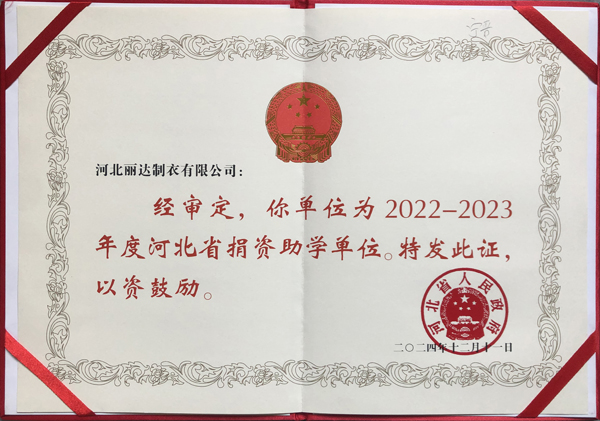 河北丽达制衣有限公司：
经审定，你单位为2022-2023
年度河北省捐资助学单位。特发此证，
以资鼓励。
河北省人民政府
二〇二四年十二月十一日